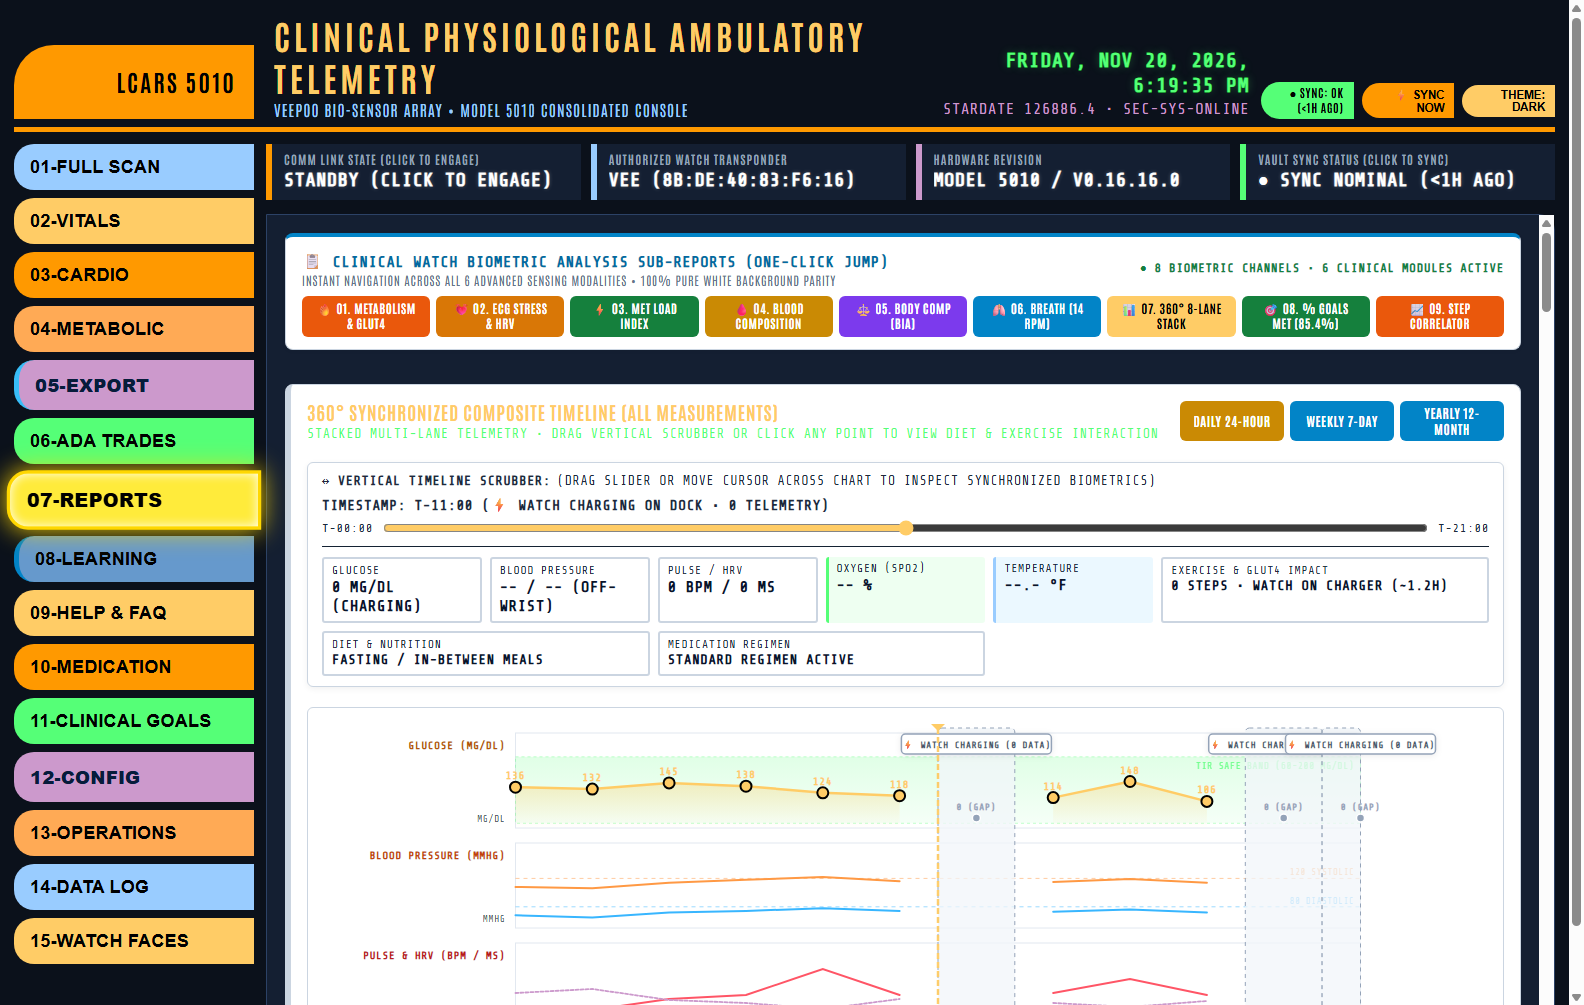 LCARS 5010
CLINICAL PHYSIOLOGICAL AMBULATORY
TELEMETRY
VEEPOO BIO-SENSOR ARRAY • MODEL 5010 CONSOLIDATED CONSOLE
FRIDAY, NOV 20, 2026,
6:19:35 PM
STARDATE 126886.4 · SEC-SYS-ONLINE
● SYNC: OK
(<1H AGO)
⚡ SYNC
NOW
THEME:
DARK
01-FULL SCAN
02-VITALS
03-CARDIO
04-METABOLIC
05-EXPORT
06-ADA TRADES
07-REPORTS
08-LEARNING
09-HELP & FAQ
10-MEDICATION
11-CLINICAL GOALS
12-CONFIG
13-OPERATIONS
14-DATA LOG
15-WATCH FACES
COMM LINK STATE (CLICK TO ENGAGE)
STANDBY (CLICK TO ENGAGE)
AUTHORIZED WATCH TRANSPONDER
VEE (8B:DE:40:83:F6:16)
HARDWARE REVISION
MODEL 5010 / V0.16.16.0
VAULT SYNC STATUS (CLICK TO SYNC)
● SYNC NOMINAL (<1H AGO)
📋 CLINICAL WATCH BIOMETRIC ANALYSIS SUB-REPORTS (ONE-CLICK JUMP)
INSTANT NAVIGATION ACROSS ALL 6 ADVANCED SENSING MODALITIES • 100% PURE WHITE BACKGROUND PARITY
● 8 BIOMETRIC CHANNELS · 6 CLINICAL MODULES ACTIVE
🔥 01. METABOLISM
& GLUT4
💗 02. ECG STRESS
& HRV
⚡ 03. MET LOAD
INDEX
🩸 04. BLOOD
COMPOSITION
⚖️ 05. BODY COMP
(BIA)
🫁 06. BREATH (14
RPM)
📊 07. 360° 8-LANE
STACK
🎯 08. % GOALS
MET (85.4%)
📈 09. STEP
CORRELATOR
360° SYNCHRONIZED COMPOSITE TIMELINE (ALL MEASUREMENTS)
STACKED MULTI-LANE TELEMETRY · DRAG VERTICAL SCRUBBER OR CLICK ANY POINT TO VIEW DIET & EXERCISE INTERACTION
DAILY 24-HOUR
WEEKLY 7-DAY
YEARLY 12-
MONTH
↔ VERTICAL TIMELINE SCRUBBER: (DRAG SLIDER OR MOVE CURSOR ACROSS CHART TO INSPECT SYNCHRONIZED BIOMETRICS)
TIMESTAMP: T-11:00 (⚡ WATCH CHARGING ON DOCK · 0 TELEMETRY)
T-00:00
T-21:00
GLUCOSE
0 MG/DL
(CHARGING)
BLOOD PRESSURE
-- / -- (OFF-
WRIST)
PULSE / HRV
0 BPM / 0 MS
OXYGEN (SPO2)
-- %
TEMPERATURE
--.- °F
EXERCISE & GLUT4 IMPACT
0 STEPS · WATCH ON CHARGER (~1.2H)
DIET & NUTRITION
FASTING / IN-BETWEEN MEALS
MEDICATION REGIMEN
STANDARD REGIMEN ACTIVE
GLUCOSE (MG/DL)
⚡ WATCH CHARGING (0 DATA)
⚡ WATCH CHAR
⚡ WATCH CHARGING (0 DATA)
TIR SAFE BAND (68-200 MG/DL)
136
132
145
138
124
118
114
148
106
0 (GAP)
0 (GAP)
0 (GAP)
MG/DL
BLOOD PRESSURE (MMHG)
120 SYSTOLIC
80 DIASTOLIC
MMHG
PULSE & HRV (BPM / MS)